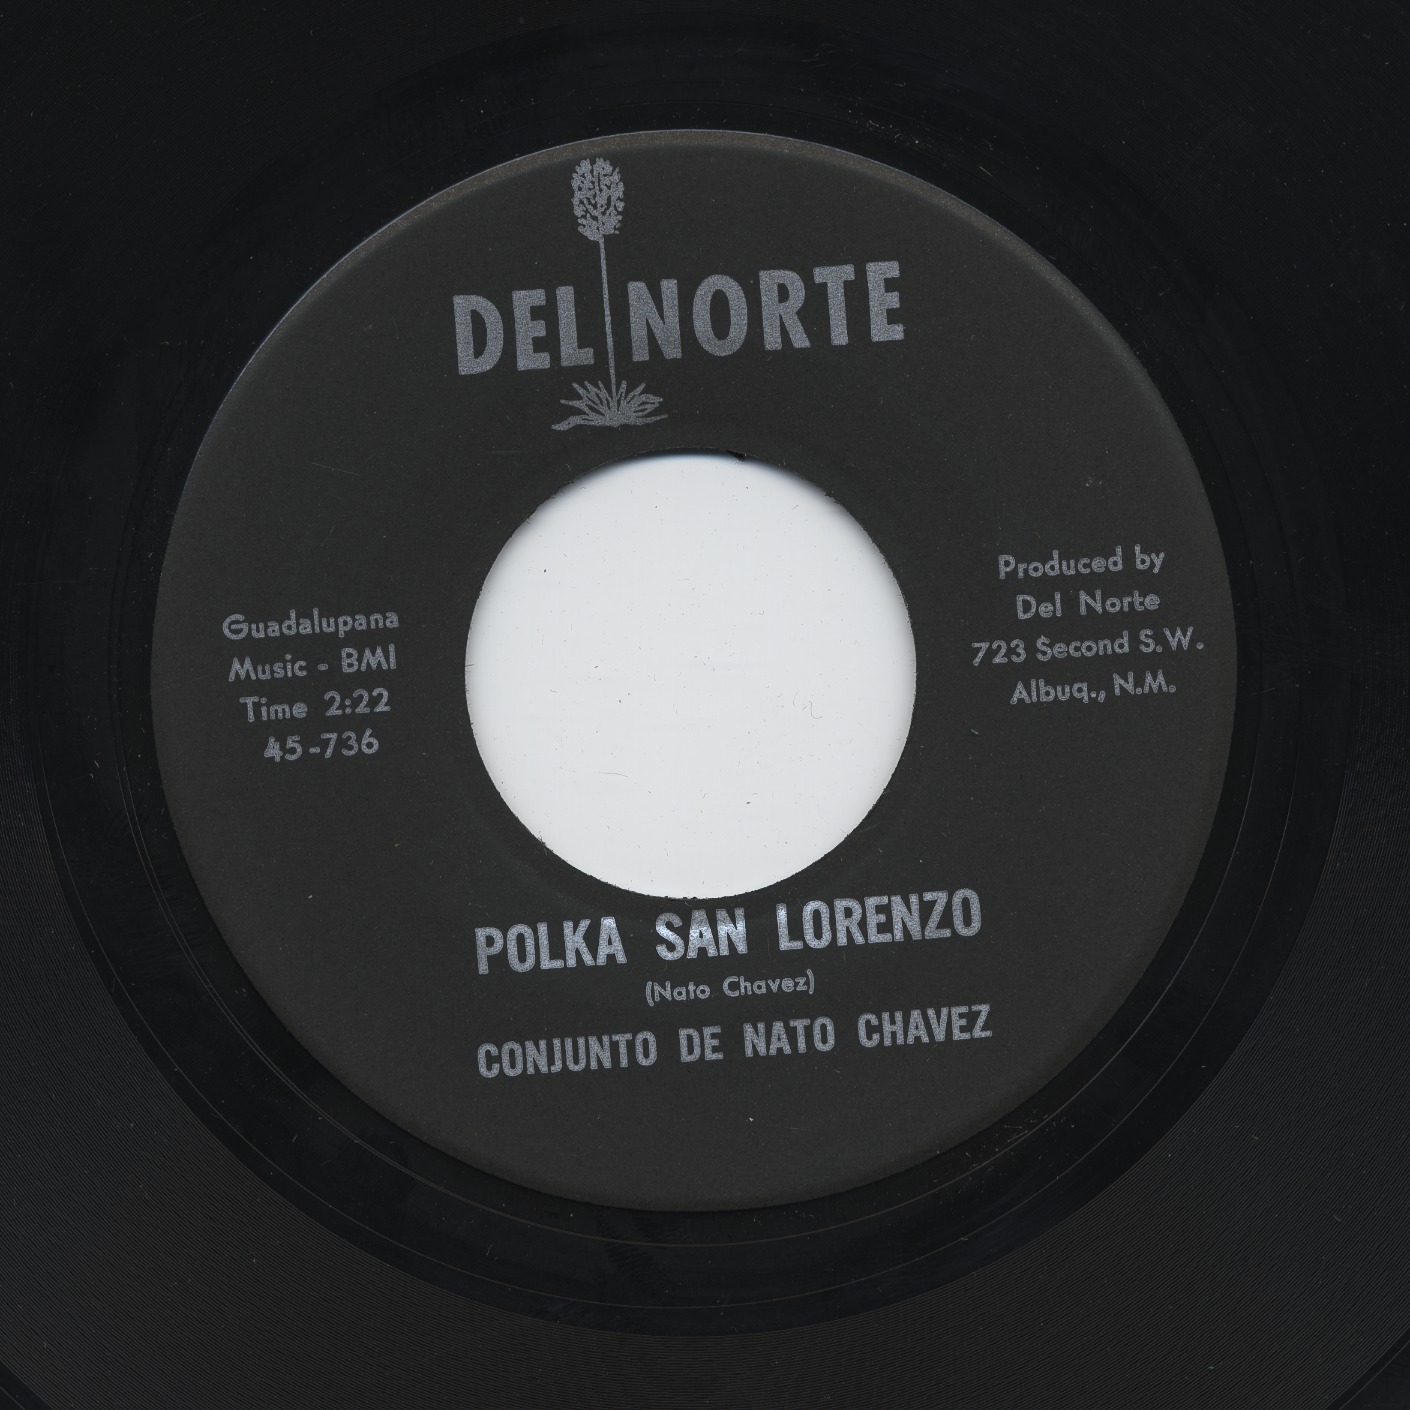 DEL NORTE
Guadalupana
Music - BMI
Time 2:22
45-736
Produced by
Del Norte
723 Second S.W.
Albuq., N.M.
POLKA SAN LORENZO
(Nato Chavez)
CONJUNTO DE NATO CHAVEZ